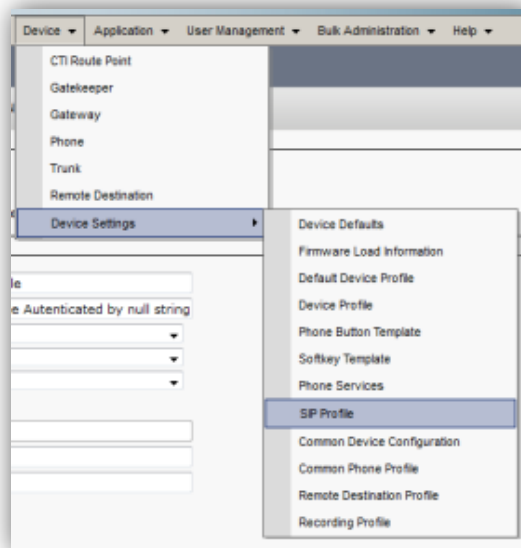 Device Application User Management Bulk Administration Help
CTI Route Point
Gatekeeper
Gateway
Phone
Trunk
Remote Destination
Device Settings
Device Defaults
Firmware Load Information
Default Device Profile
Device Profile
Phone Button Template
Softkey Template
Phone Services
SIP Profile
Common Device Configuration
Common Phone Profile
Remote Destination Profile
Recording Profile
le
e Autenticated by null string